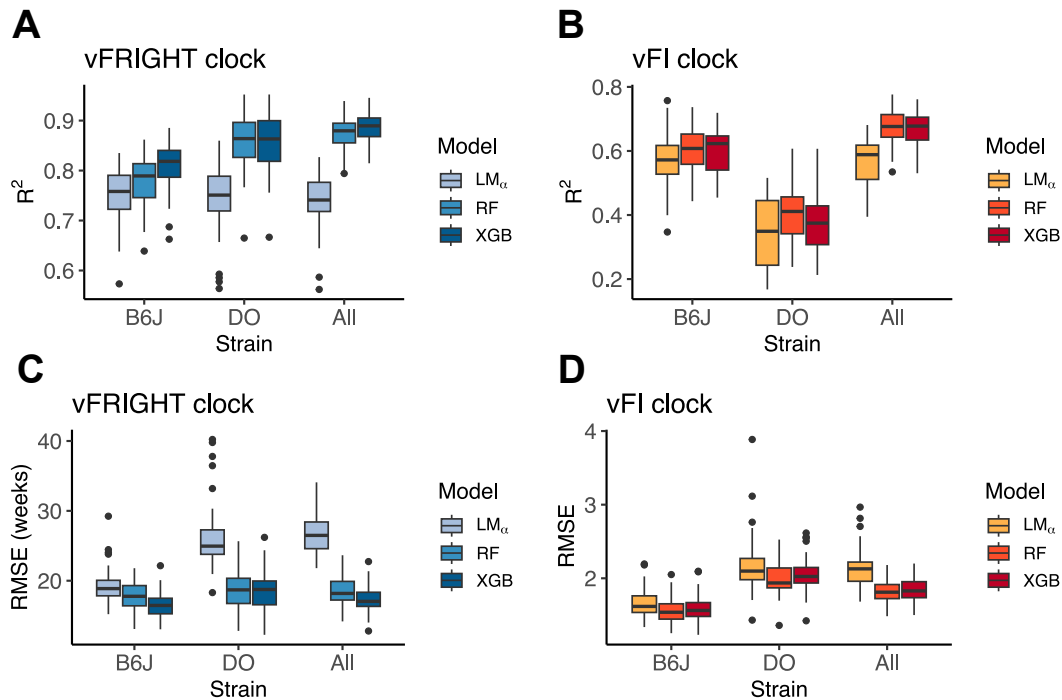 A
vFRIGHT clock
R²
0.9
0.8
0.7
0.6
B6J
DO
All
Strain
Model
LMα
RF
XGB
B
vFI clock
R²
0.8
0.6
0.4
0.2
B6J
DO
All
Strain
Model
LMα
RF
XGB
C
vFRIGHT clock
RMSE (weeks)
40
30
20
B6J
DO
All
Strain
Model
LMα
RF
XGB
D
vFI clock
RMSE
4
3
2
B6J
DO
All
Strain
Model
LMα
RF
XGB